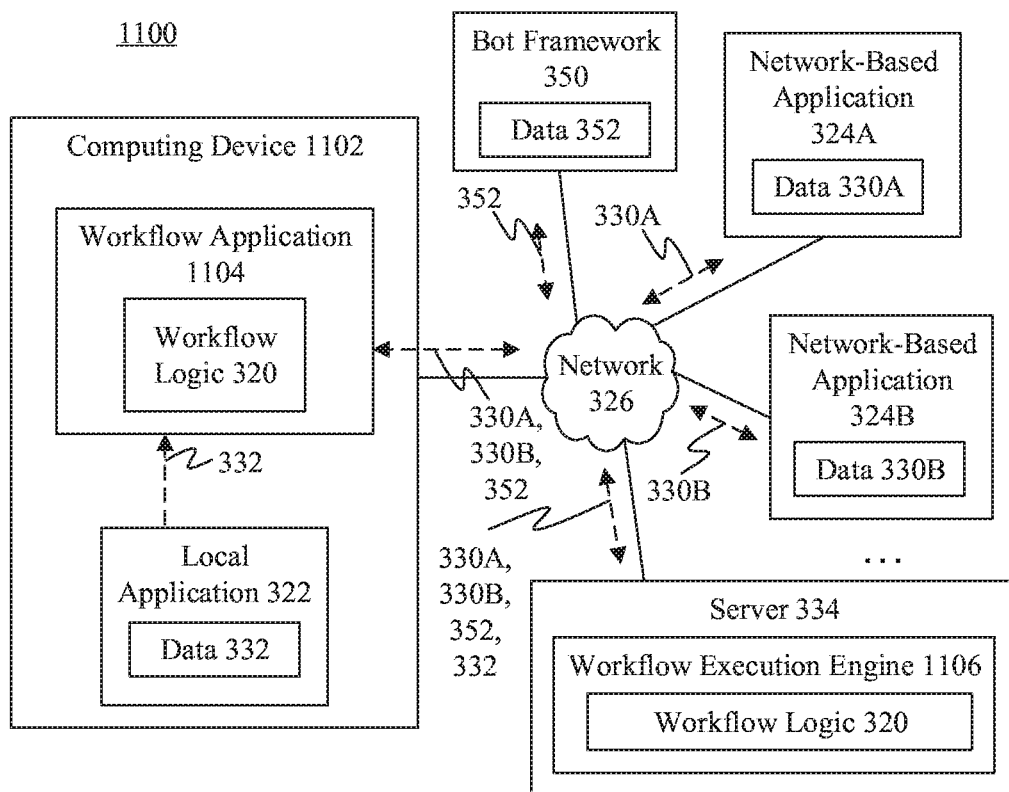 1100
Bot Framework
350
Data 352
Network-Based
Application
324A
Data 330A
Computing Device 1102
Workflow Application
1104
Workflow
Logic 320
352
330A
Network
326
330A,
330B,
352
Network-Based
Application
324B
Data 330B
330B
332
Local
Application 322
Data 332
330A,
330B,
352,
332
...
Server 334
Workflow Execution Engine 1106
Workflow Logic 320